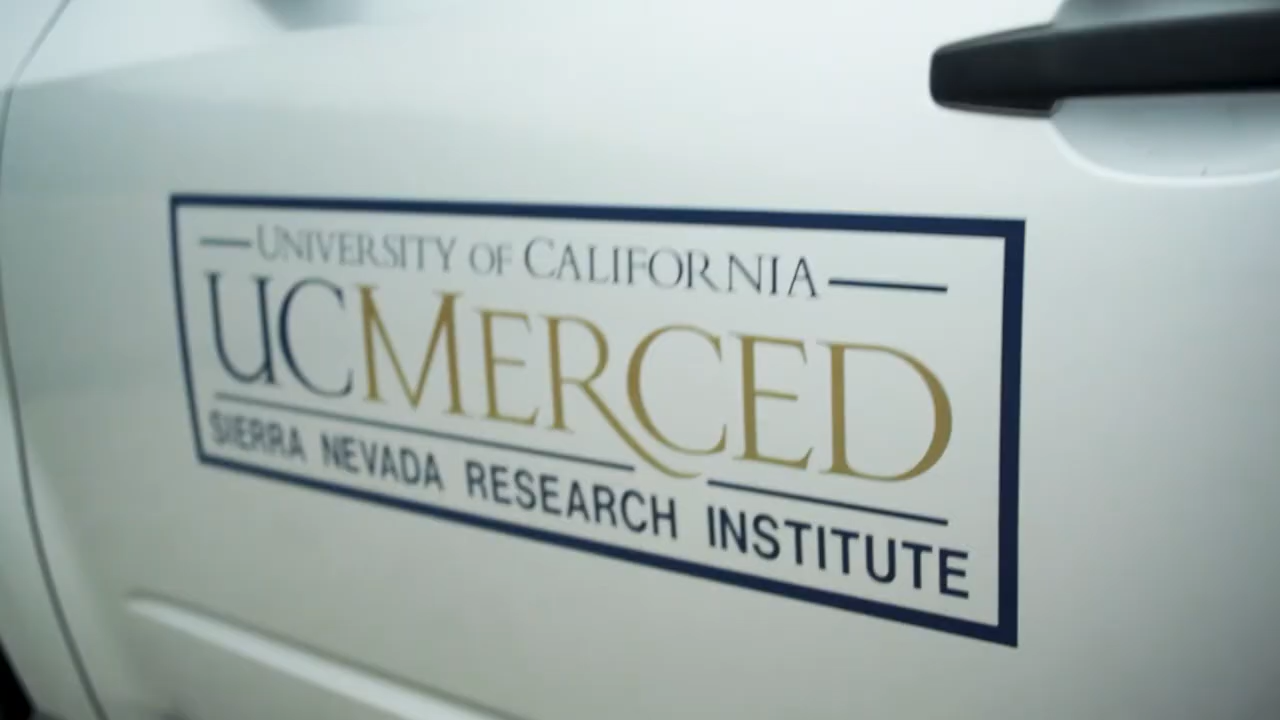 UNIVERSITY OF CALIFORNIA
UCMERCED
SIERRA NEVADA RESEARCH INSTITUTE